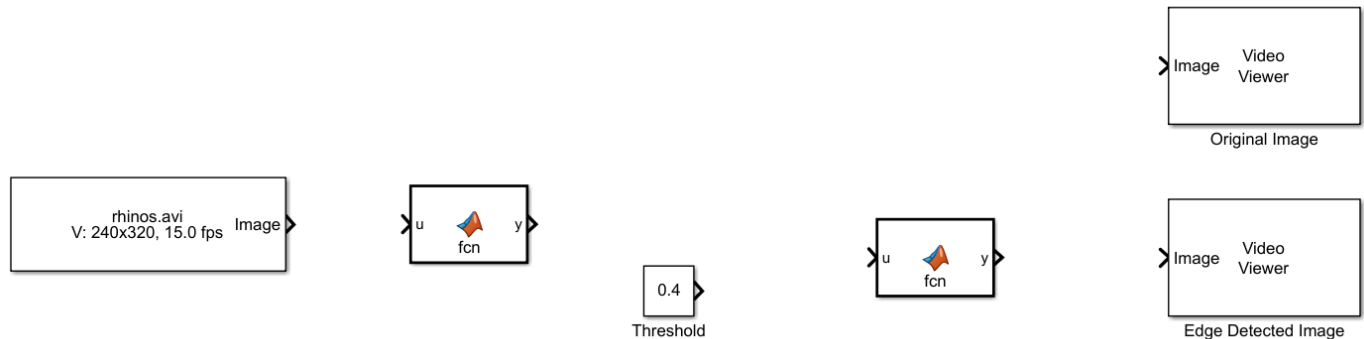 rhinos.avi
V: 240x320, 15.0 fps
Image
u
y
fcn
0.4
Threshold
u
y
fcn
Image
Video
Viewer
Original Image
Image
Video
Viewer
Edge Detected Image